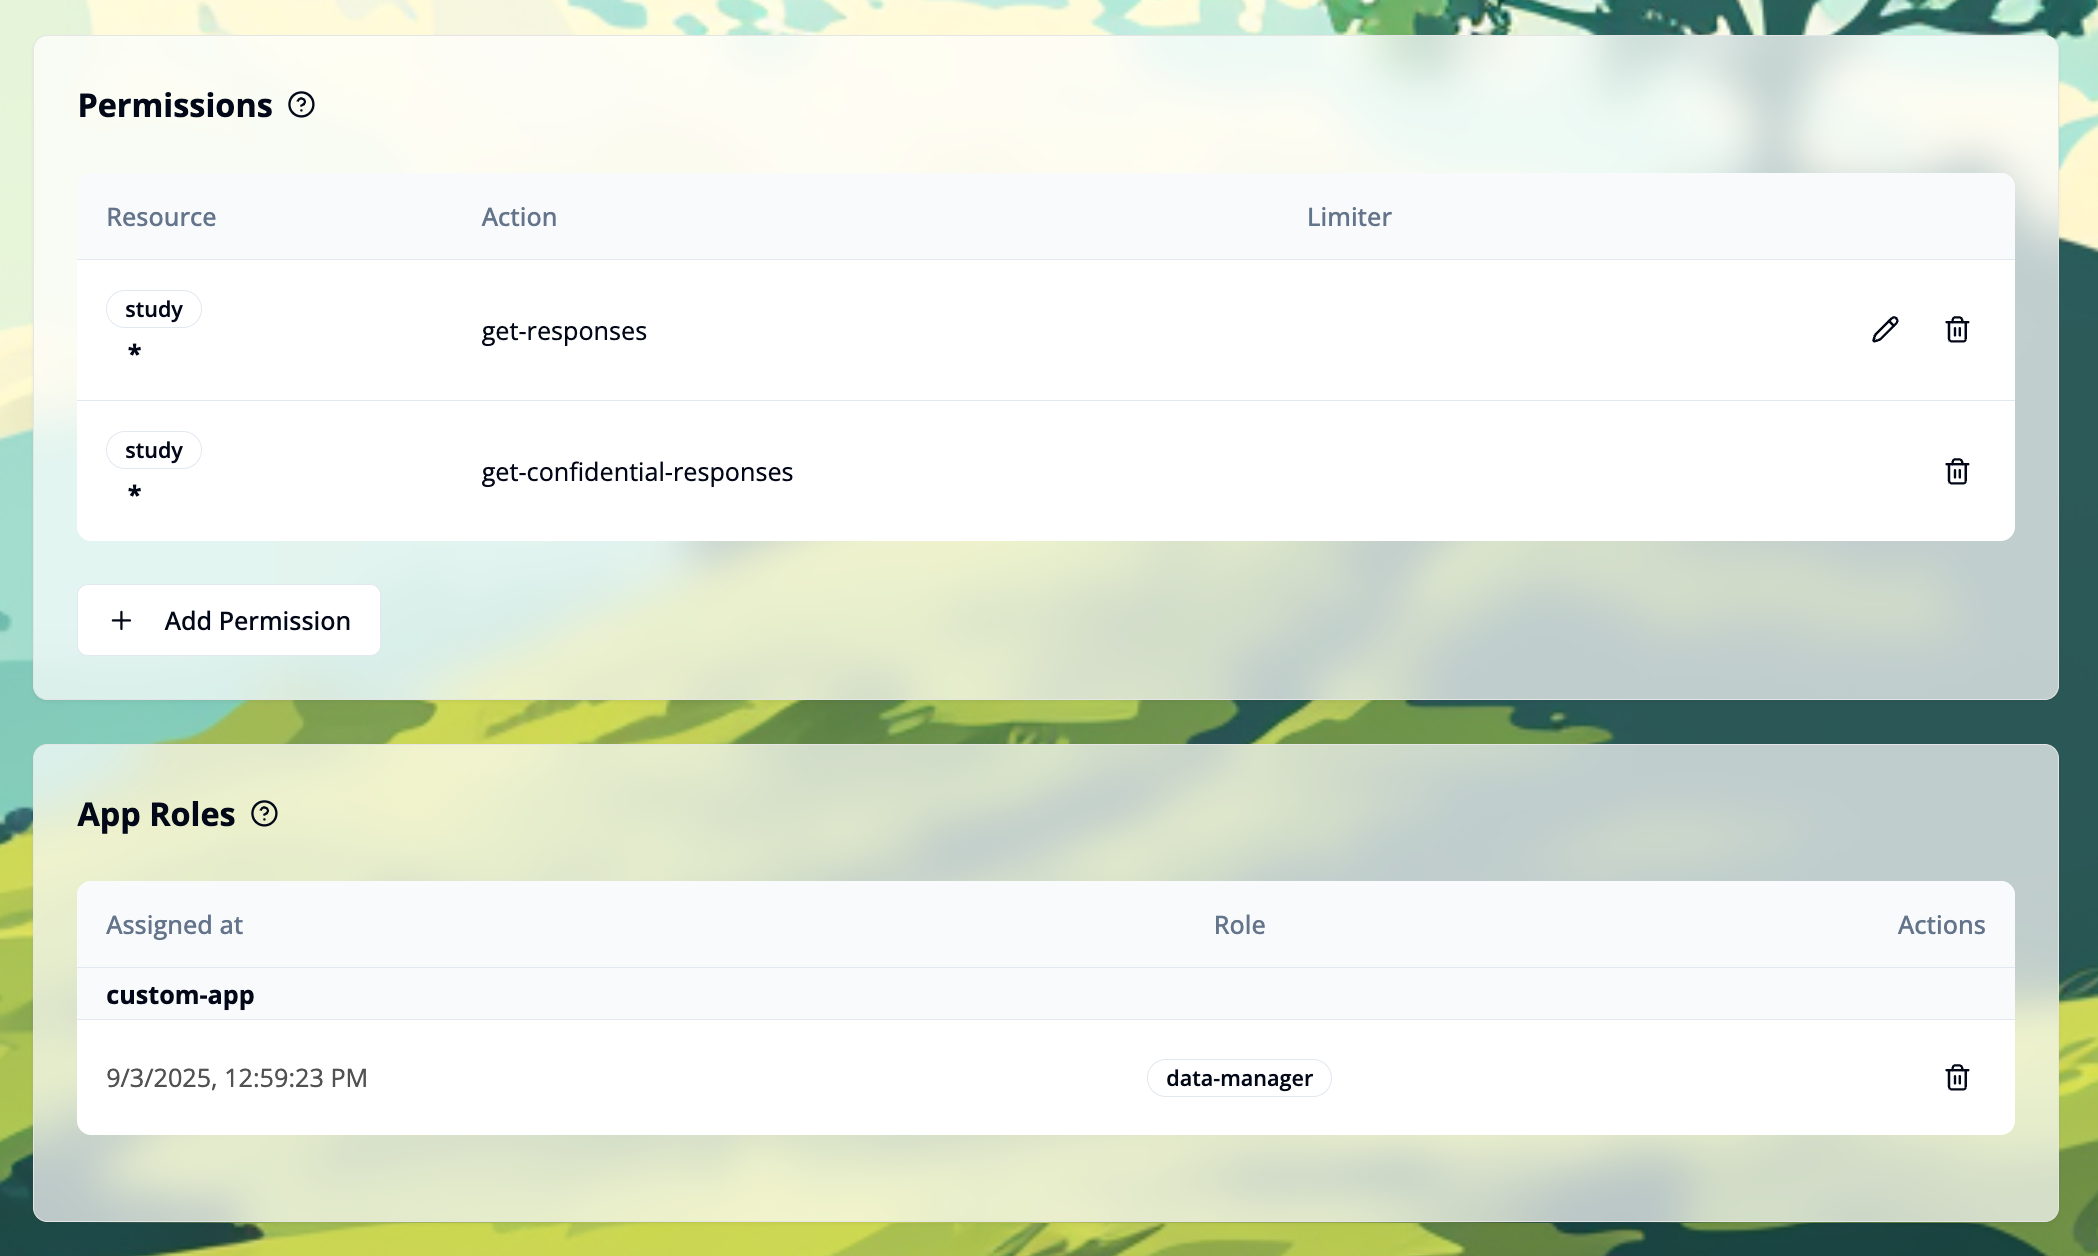 Permissions
Resource Action Limiter
study
*
get-responses
study
*
get-confidential-responses
+ Add Permission
App Roles
Assigned at Role Actions
custom-app
9/3/2025, 12:59:23 PM data-manager